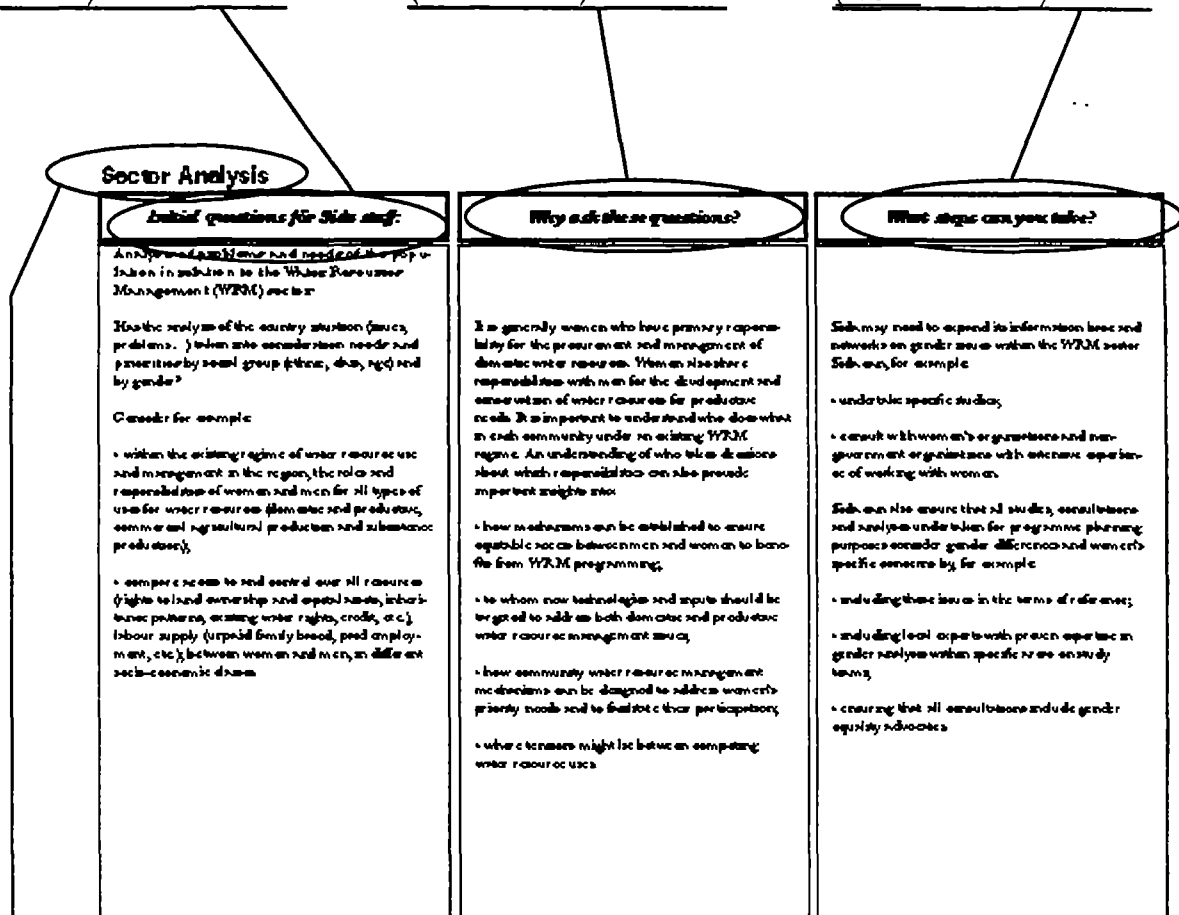 Sector Analysis
Initial questions for Sida staff:
Analysis of problems and needs of the popu-
lation in relation to the Water Resources
Management (WRM) sector
Has the analysis of the country situation (issues,
problems. ) taken into consideration needs and
priorities by social group (ethnic, class, age) and
by gender?
Consider for example
• within the existing regime of water resource use
and management in the region, the roles and
responsibilities of women and men for all types of
uses for water resources (domestic and productive,
commercial agricultural production and subsistence
production);
• compare access to and control over all resources
(rights to land ownership and capital assets, inheri-
tance patterns, existing water rights, credit, etc.),
labour supply (unpaid family labour, paid employ-
ment, etc.); between women and men, in different
socio-economic classes
Why ask these questions?
It is generally women who have primary responsi-
bility for the procurement and management of
domestic water resources. Women also share
responsibilities with men for the development and
conservation of water resources for productive
needs. It is important to understand who does what
in each community under an existing WRM
regime. An understanding of who takes decisions
about which responsibilities can also provide
important insights into:
• how mechanisms can be established to ensure
equitable access between men and women to bene-
fits from WRM programming;
• to whom new technologies and inputs should be
targeted to address both domestic and productive
water resources management issues;
• how community water resource management
mechanisms can be designed to address women's
priority needs and to facilitate their participation;
• where tensions might lie between competing
water resource uses
What steps can you take?
Sida may need to expand its information base and
networks on gender issues within the WRM sector
Sida can, for example
• undertake specific studies;
• consult with women's organisations and non-
government organisations with extensive experien-
ce of working with women.
Sida can also ensure that all studies, consultations
and analyses undertaken for programme planning
purposes consider gender differences and women's
specific concerns by, for example
• including these issues in the terms of reference;
• including local experts with proven expertise in
gender analysis within specific areas on study
teams;
• ensuring that all consultations include gender
equality advocates